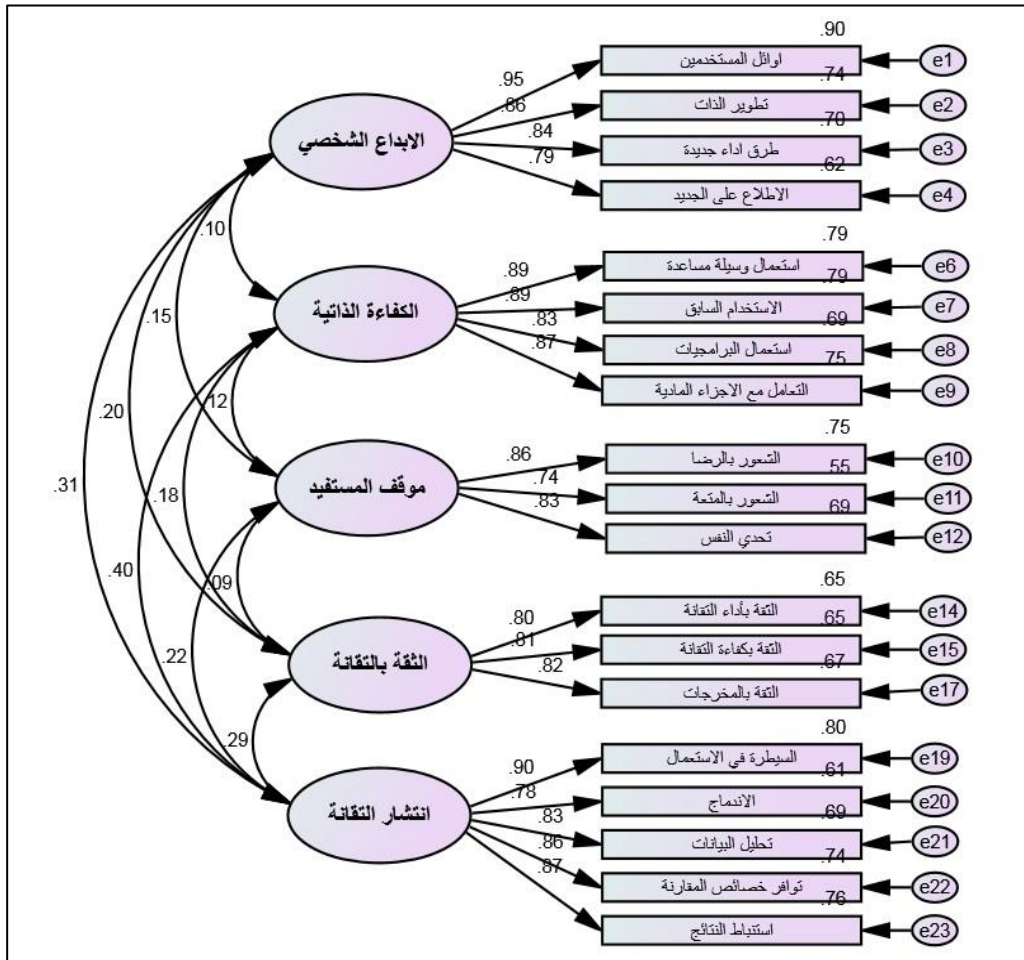 .90
اوائل المستخدمين
e1
.95
.74
تطوير الذات
e2
.86
.70
طرق اداء جديدة
e3
.84
.62
الاطلاع على الجديد
e4
.79
الابداع الشخصي
.10
.79
استعمال وسيلة مساعدة
e6
.89
.79
الاستخدام السابق
e7
.89
.69
استعمال البرامجيات
e8
.83
.75
التعامل مع الاجزاء المادية
e9
.87
الكفاءة الذاتية
.15
.12
.20
.75
الشعور بالرضا
e10
.86
.55
الشعور بالمتعة
e11
.74
.69
تحدي النفس
e12
.83
موقف المستفيد
.31
.18
.40
.09
.65
الثقة بأداء التقانة
e14
.80
.65
الثقة بكفاءة التقانة
e15
.81
.67
الثقة بالمخرجات
e17
.82
الثقة بالتقانة
.22
.29
.80
السيطرة في الاستعمال
e19
.90
.61
الاندماج
e20
.78
.69
تحليل البيانات
e21
.83
.74
توافر خصائص المقارنة
e22
.86
.76
استنباط النتائج
e23
.87
انتشار التقانة